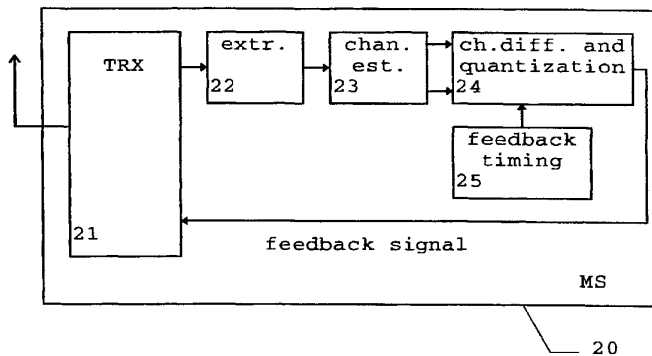 TRX
21
extr.
22
chan.
est.
23
ch.diff. and
quantization
24
feedback
timing
25
feedback signal
MS
20